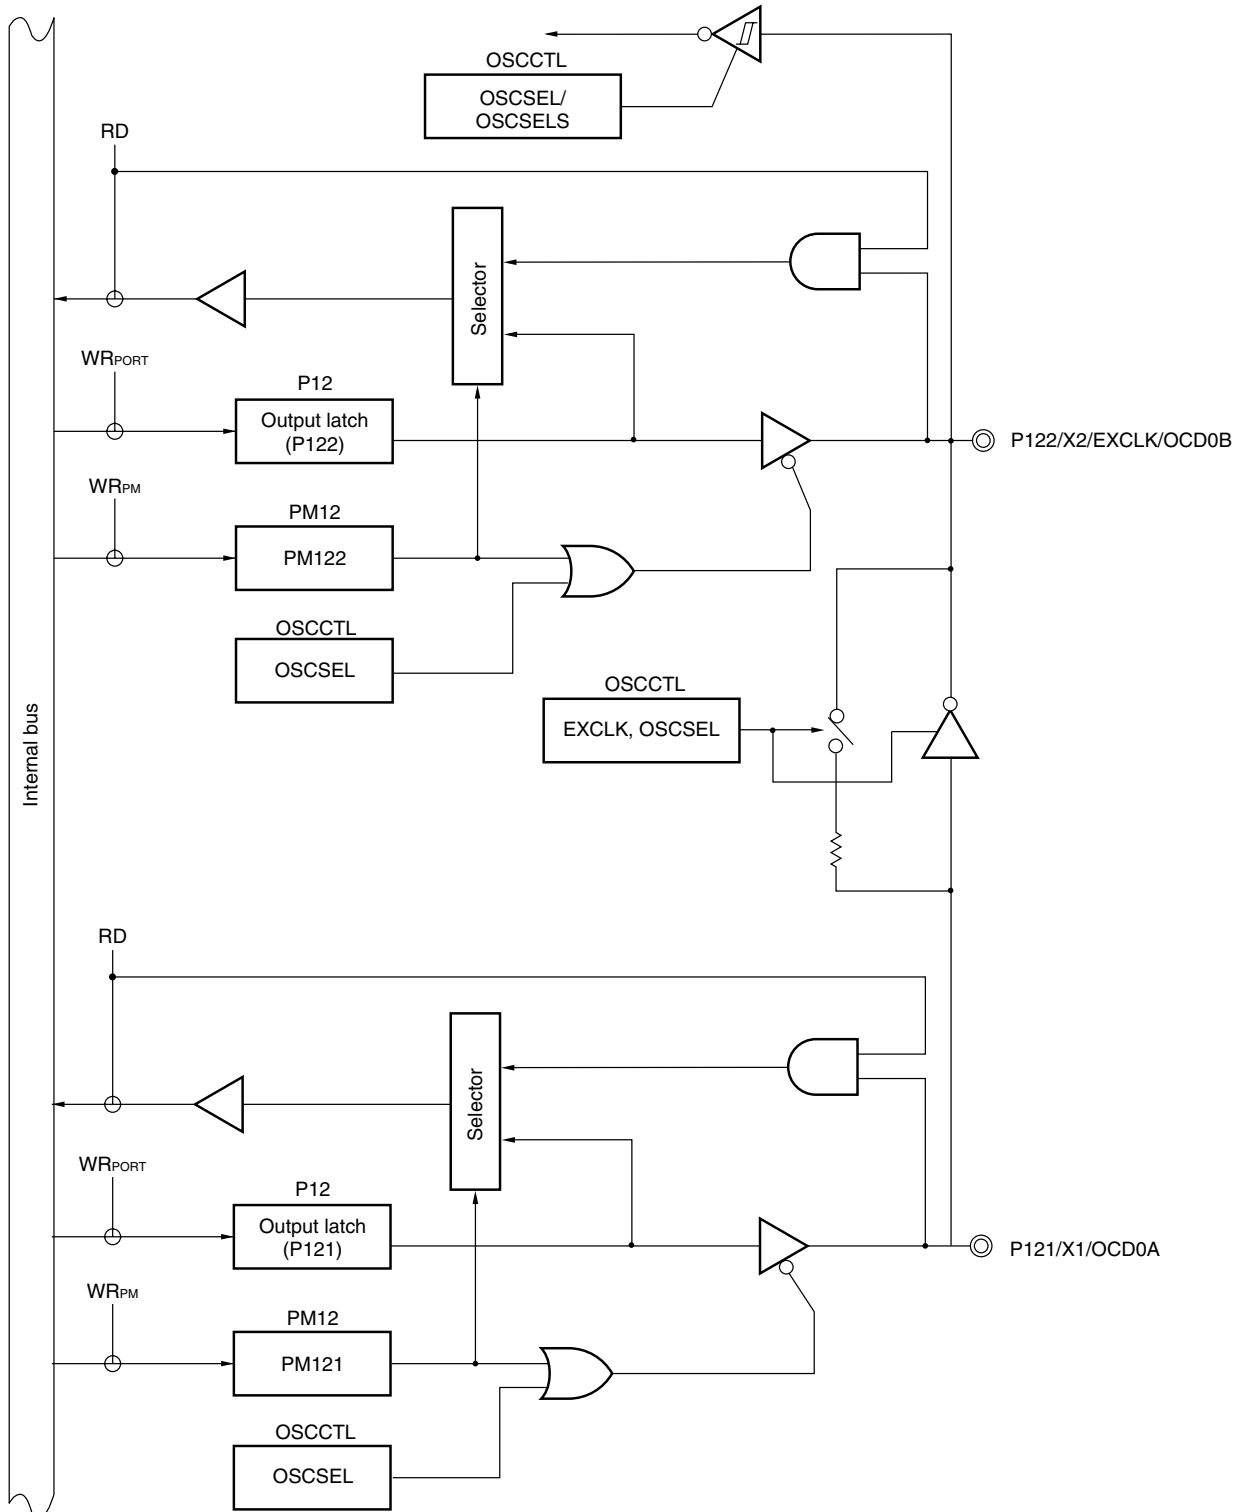 OSCCTL
OSCSEL/
OSCSELS
RD
Selector
WRPORT
P12
Output latch
(P122)
P122/X2/EXCLK/OCD0B
WRPM
PM12
PM122
OSCCTL
OSCSEL
OSCCTL
EXCLK, OSCSEL
Internal bus
RD
Selector
WRPORT
P12
Output latch
(P121)
P121/X1/OCD0A
WRPM
PM12
PM121
OSCCTL
OSCSEL